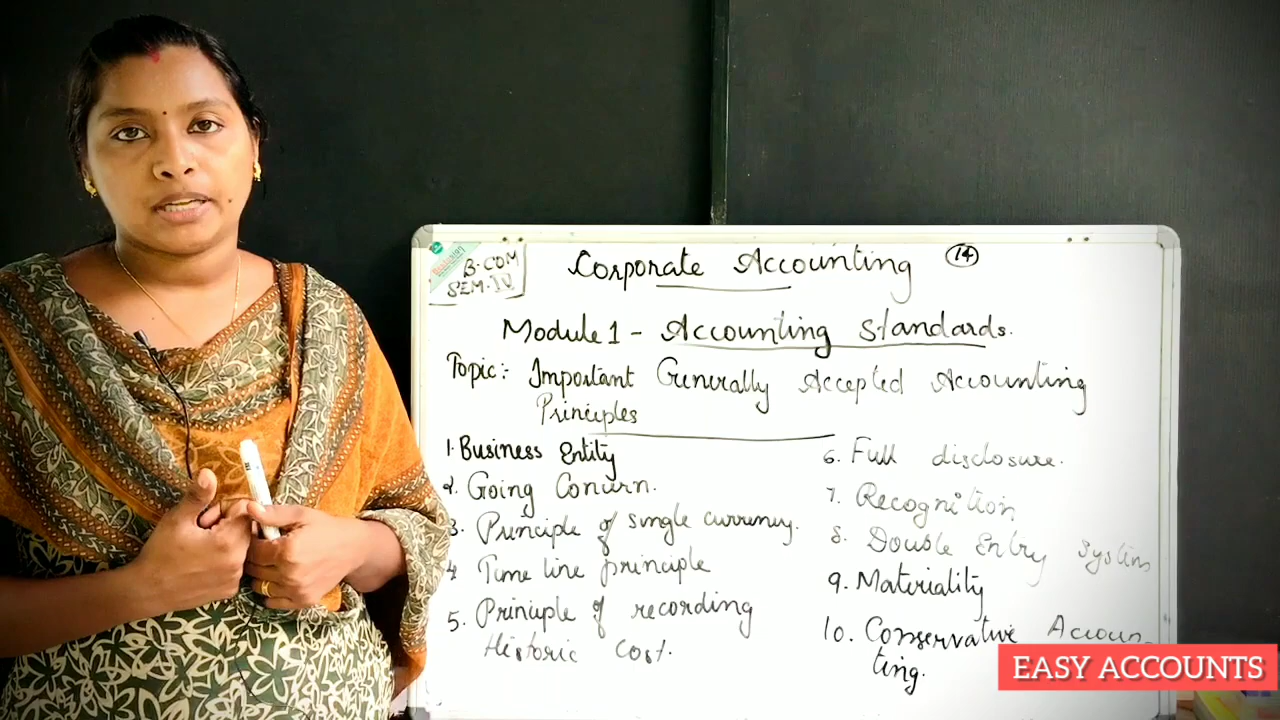 B.COM
SEM-IV
Corporate Accounting
14
Module 1 - Accounting Standards.
Topic:- Important Generally Accepted Accounting
Principles
1. Business Entity
2. Going Concern.
3. Principle of single currency.
4. Time line principle
5. Principle of recording
Historic cost.
6. Full disclosure.
7. Recognition
8. Double Entry System
9. Materiality
10. Conservative Accoun-
ting.
EASY ACCOUNTS